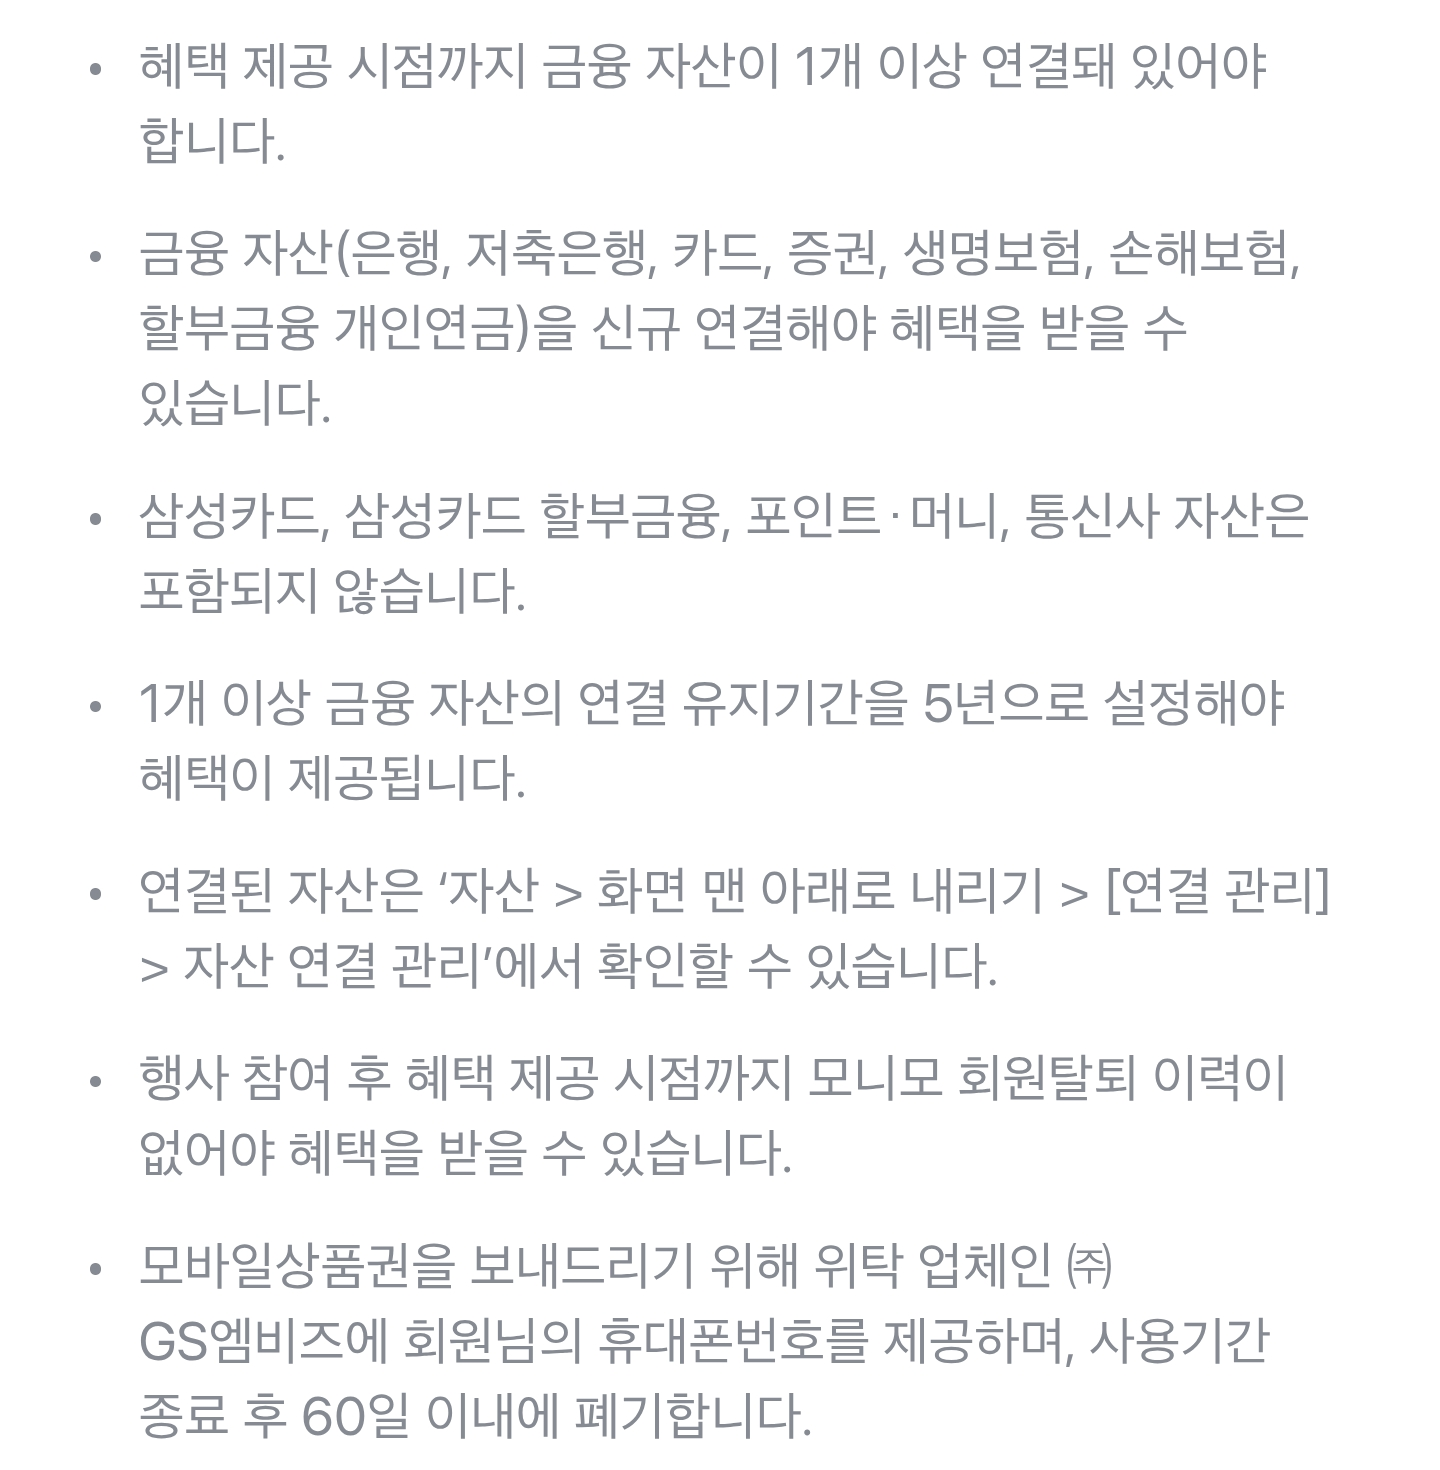 • 혜택 제공 시점까지 금융 자산이 1개 이상 연결돼 있어야
합니다.
• 금융 자산(은행, 저축은행, 카드, 증권, 생명보험, 손해보험,
할부금융 개인연금)을 신규 연결해야 혜택을 받을 수
있습니다.
• 삼성카드, 삼성카드 할부금융, 포인트·머니, 통신사 자산은
포함되지 않습니다.
• 1개 이상 금융 자산의 연결 유지기간을 5년으로 설정해야
혜택이 제공됩니다.
• 연결된 자산은 ‘자산 > 화면 맨 아래로 내리기 > [연결 관리]
> 자산 연결 관리’에서 확인할 수 있습니다.
• 행사 참여 후 혜택 제공 시점까지 모니모 회원탈퇴 이력이
없어야 혜택을 받을 수 있습니다.
• 모바일상품권을 보내드리기 위해 위탁 업체인 ㈜
GS엠비즈에 회원님의 휴대폰번호를 제공하며, 사용기간
종료 후 60일 이내에 폐기합니다.